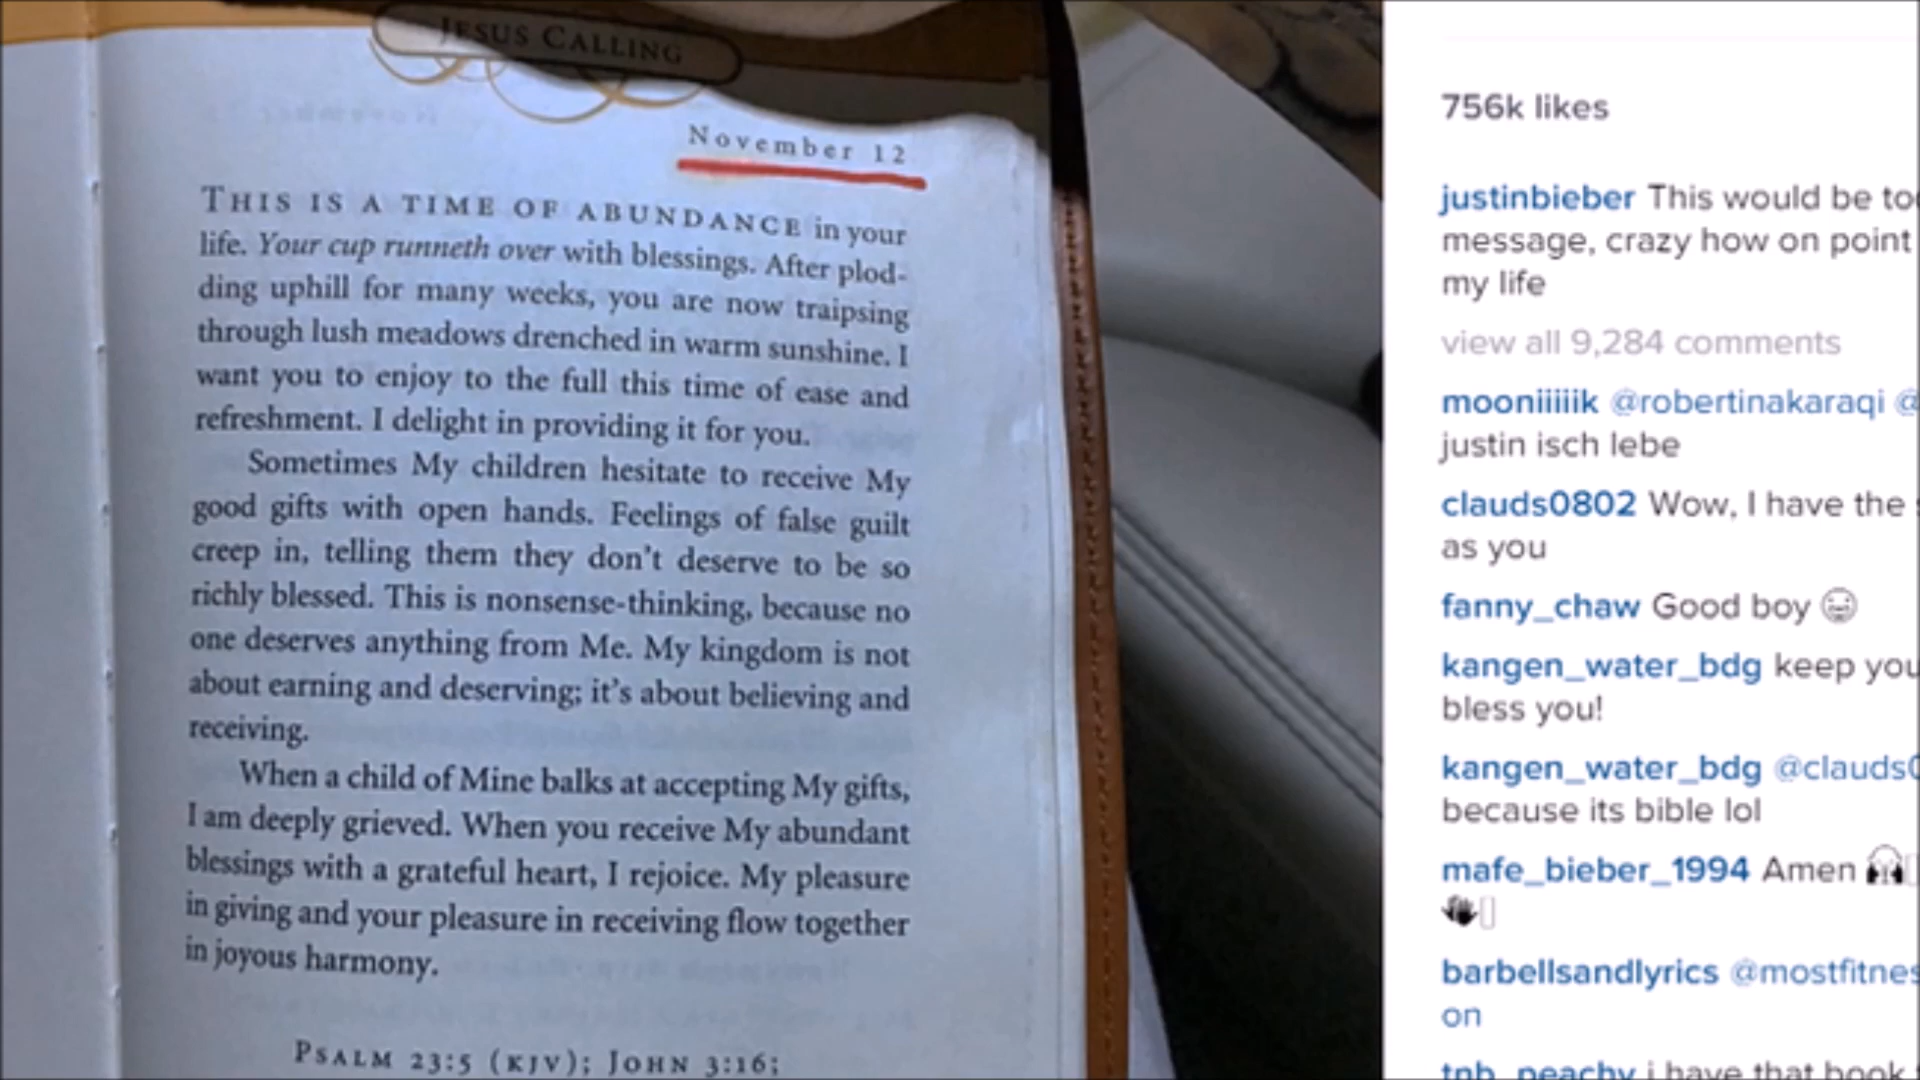 JESUS CALLING
November 12
THIS IS A TIME OF ABUNDANCE in your
life. Your cup runneth over with blessings. After plod-
ding uphill for many weeks, you are now traipsing
through lush meadows drenched in warm sunshine. I
want you to enjoy to the full this time of ease and
refreshment. I delight in providing it for you.
Sometimes My children hesitate to receive My
good gifts with open hands. Feelings of false guilt
creep in, telling them they don't deserve to be so
richly blessed. This is nonsense-thinking, because no
one deserves anything from Me. My kingdom is not
about earning and deserving; it's about believing and
receiving.
When a child of Mine balks at accepting My gifts,
I am deeply grieved. When you receive My abundant
blessings with a grateful heart, I rejoice. My pleasure
in giving and your pleasure in receiving flow together
in joyous harmony.
PSALM 23:5 (KJV); JOHN 3:16;
756k likes
justinbieber This would be
message, crazy how on point
my life
view all 9,284 comments
mooniiiiik @robertinakaraqi @
justin isch lebe
clauds0802 Wow, I have the
as you
fanny_chaw Good boy
kangen_water_bdg keep
bless you!
kangen_water_bdg
because its bible lol
mafe_bieber_1994 Amen
barbellsandlyrics
on
tnb_peachy i have that book